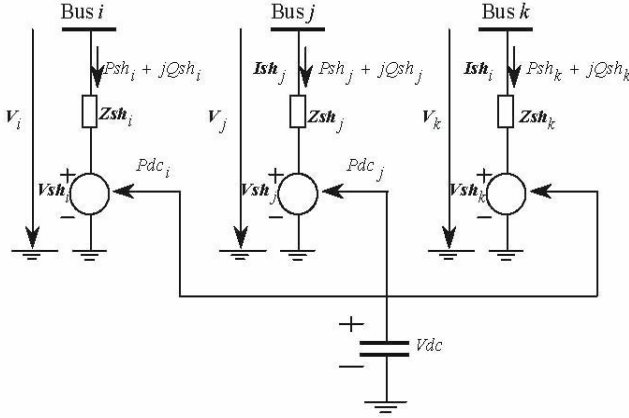 Bus i
Bus j
Bus k
Psh_i + jQsh_i
Ish_j
Psh_j + jQsh_j
Ish_i
Psh_k + jQsh_k
V_i
Zsh_i
V_j
Zsh_j
V_k
Zsh_k
Pdc_i
Pdc_j
+
Vsh_i
−
+
Vsh_j
−
+
Vsh_k
−
+
Vdc
−